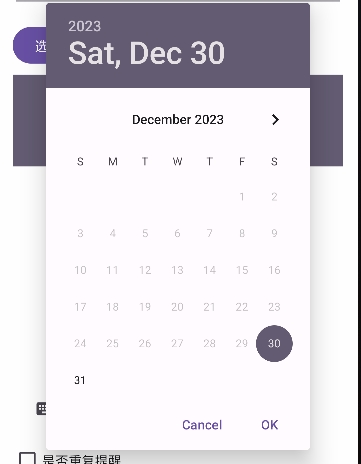 2023
Sat, Dec 30
选
December 2023
S M T W T F S
1 2
3 4 5 6 7 8 9
10 11 12 13 14 15 16
17 18 19 20 21 22 23
24 25 26 27 28 29 30
31
Cancel OK
是否重复提醒